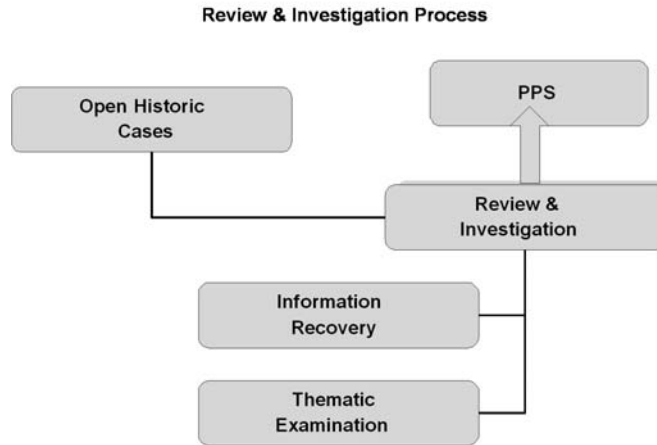 Review & Investigation Process
Open Historic
Cases
PPS
Review &
Investigation
Information
Recovery
Thematic
Examination